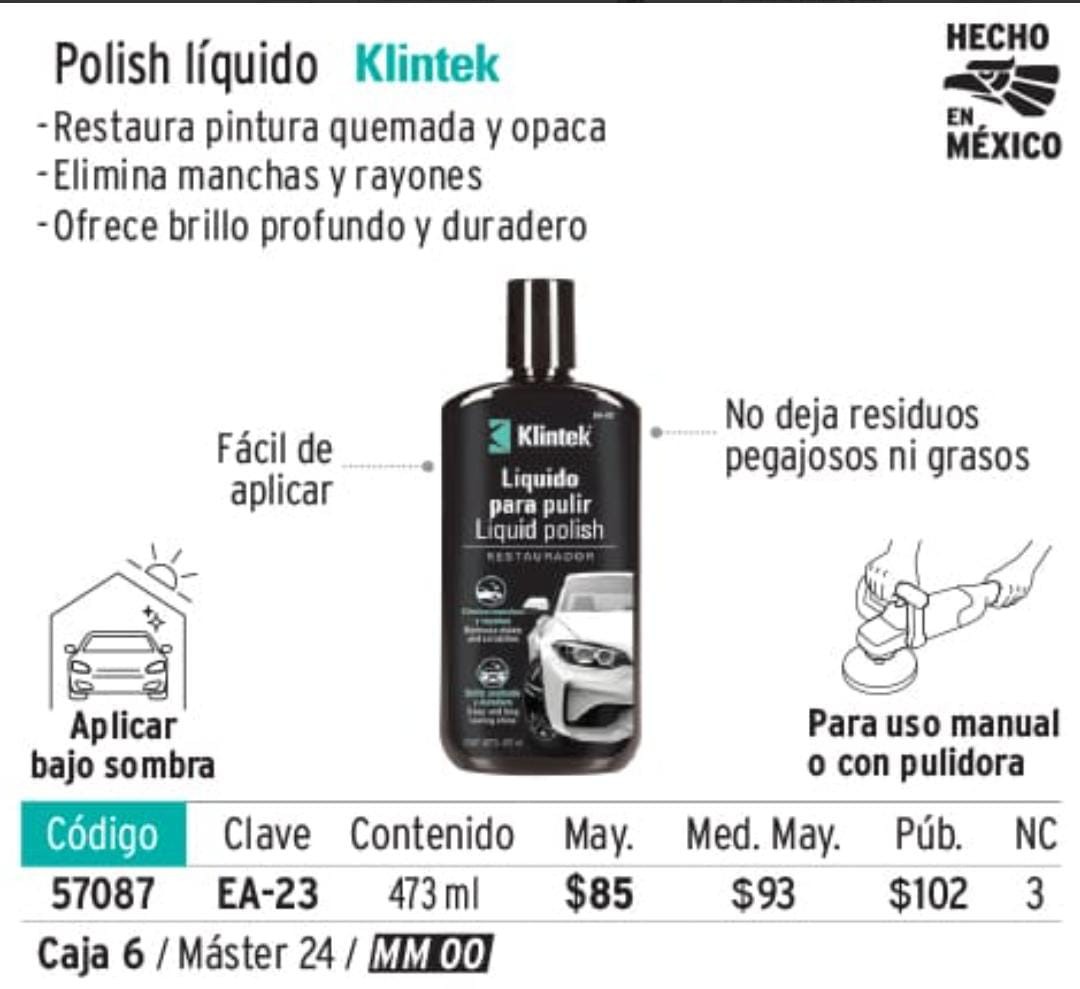 Polish líquido Klintek
HECHO
EN
MÉXICO
-Restaura pintura quemada y opaca
-Elimina manchas y rayones
-Ofrece brillo profundo y duradero
Fácil de
aplicar
No deja residuos
pegajosos ni grasos
Klintek
Líquido
para pulir
Liquid polish
RESTAURADOR
Aplicar
bajo sombra
Para uso manual
o con pulidora
Código Clave Contenido May. Med. May. Púb. NC
57087 EA-23 473 ml $85 $93 $102 3
Caja 6 / Máster 24 / MM 00